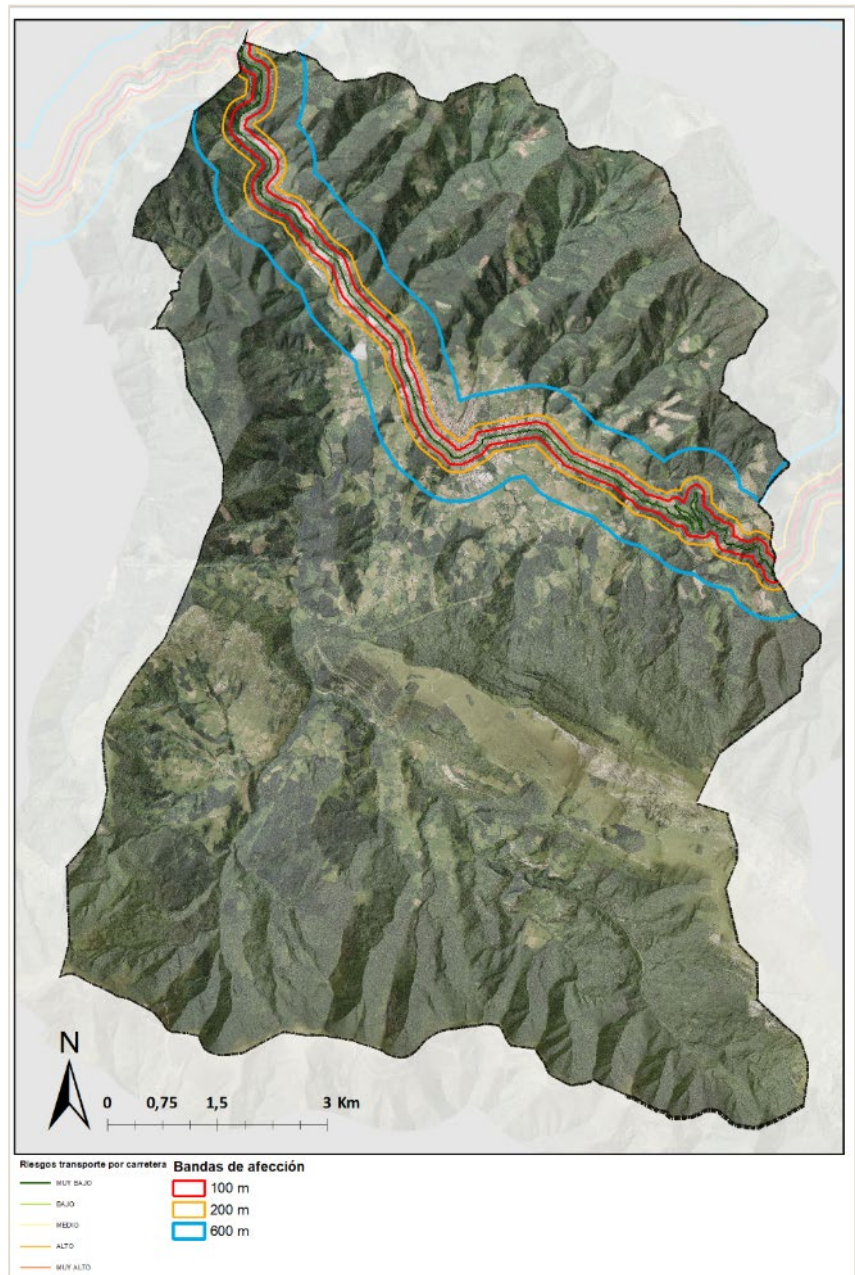 N
0 0,75 1,5 3 Km
Riesgos transporte por carretera
MUY BAJO
BAJO
MEDIO
ALTO
MUY ALTO
Bandas de afección
100 m
200 m
600 m